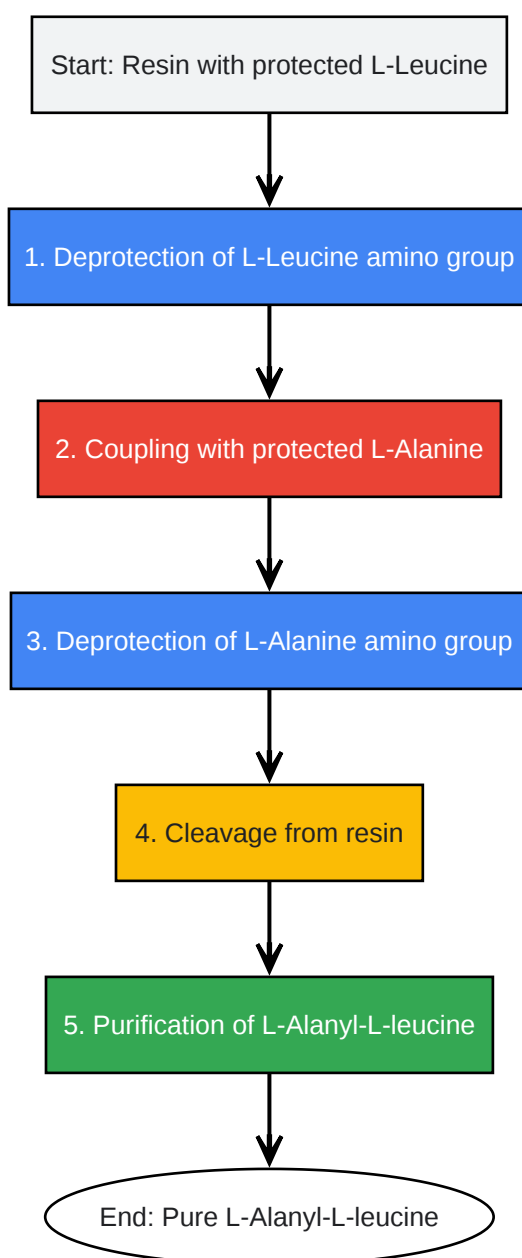 Start: Resin with protected L-Leucine
1. Deprotection of L-Leucine amino group
2. Coupling with protected L-Alanine
3. Deprotection of L-Alanine amino group
4. Cleavage from resin
5. Purification of L-Alanyl-L-leucine
End: Pure L-Alanyl-L-leucine